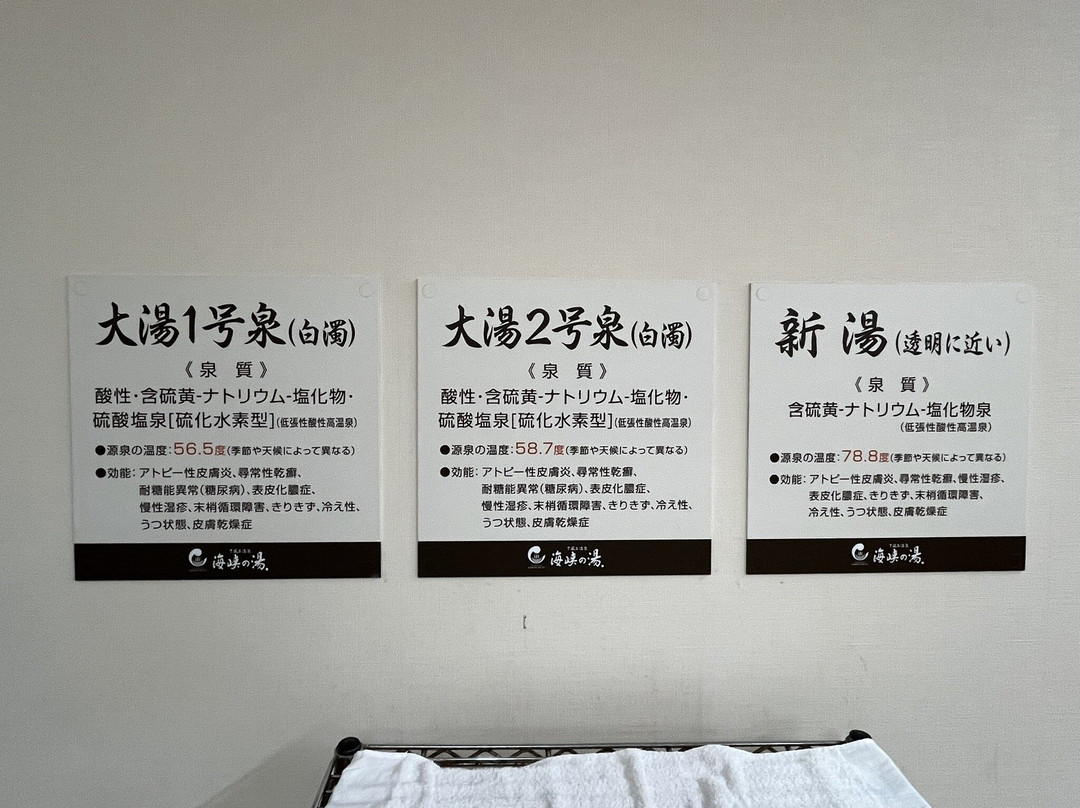 大湯1号泉(白濁)
《泉 質》
酸性・含硫黄-ナトリウム-塩化物・
硫酸塩泉[硫化水素型](低張性酸性高温泉)
●源泉の温度:56.5度(季節や天候によって異なる)
●効能:アトピー性皮膚炎、尋常性乾癬、
耐糖能異常(糖尿病)、表皮化膿症、
慢性湿疹、末梢循環障害、きりきず、冷え性、
うつ状態、皮膚乾燥症
下風呂温泉
海峡の湯
大湯2号泉(白濁)
《泉 質》
酸性・含硫黄-ナトリウム-塩化物・
硫酸塩泉[硫化水素型](低張性酸性高温泉)
●源泉の温度:58.7度(季節や天候によって異なる)
●効能:アトピー性皮膚炎、尋常性乾癬、
耐糖能異常(糖尿病)、表皮化膿症、
慢性湿疹、末梢循環障害、きりきず、冷え性、
うつ状態、皮膚乾燥症
下風呂温泉
海峡の湯
新 湯(透明に近い)
《泉 質》
含硫黄-ナトリウム-塩化物泉
(低張性酸性高温泉)
●源泉の温度:78.8度(季節や天候によって異なる)
●効能:アトピー性皮膚炎、尋常性乾癬、慢性湿疹、
表皮化膿症、きりきず、末梢循環障害、
冷え性、うつ状態、皮膚乾燥症
下風呂温泉
海峡の湯